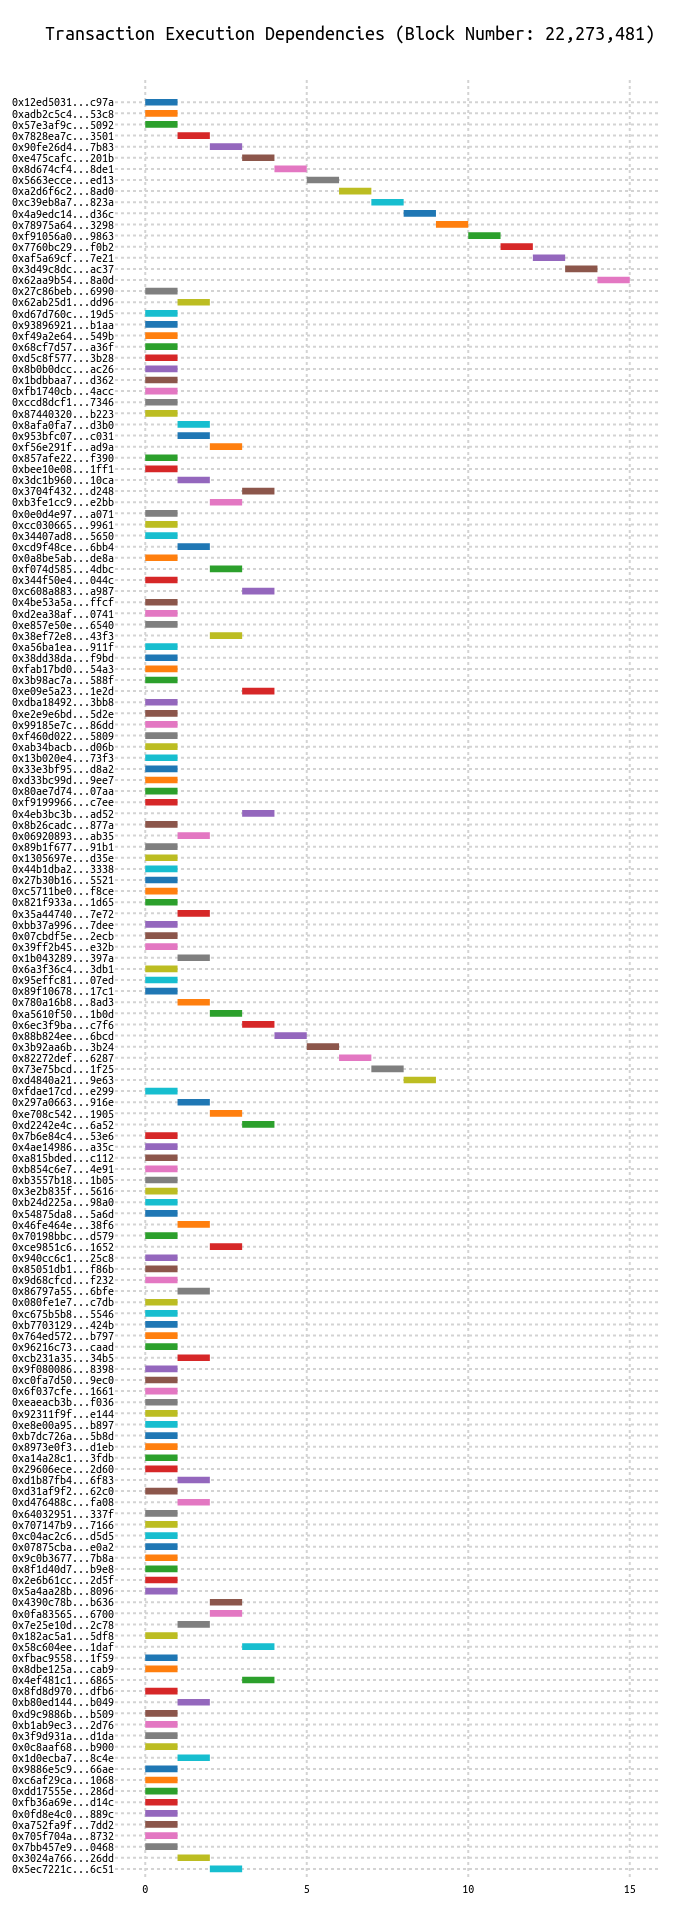 Transaction Execution Dependencies (Block Number: 22,273,481)
0x12ed5031...c97a
0xadb2c5c4...53c8
0x57e3af9c...5092
0x7828ea7c...3501
0x90fe26d4...7b83
0xe475cafc...201b
0x8d674cf4...8de1
0x5663ecce...ed13
0xa2d6f6c2...8ad0
0xc39eb8a7...823a
0x4a9edc14...d36c
0x78975a64...3298
0xf91056a0...9863
0x7760bc29...f0b2
0xaf5a69cf...7e21
0x3d49c8dc...ac37
0x62aa9b54...8a0d
0x27c86beb...6990
0x62ab25d1...dd96
0xd67d760c...19d5
0x93896921...b1aa
0xf49a2e64...549b
0x68cf7d57...a36f
0xd5c8f577...3b28
0x8b0b0dcc...ac26
0x1bdbbaa7...d362
0xfb1740cb...4acc
0xccd8dcf1...7346
0x87440320...b223
0x8afa0fa7...d3b0
0x953bfc07...c031
0xf56e291f...ad9a
0x857afe22...f390
0xbee10e08...1ff1
0x3dc1b960...10ca
0x3704f432...d248
0xb3fe1cc9...e2bb
0x0e0d4e97...a071
0xcc030665...9961
0x34407ad8...5650
0xcd9f48ce...6bb4
0x0a8be5ab...de8a
0xf074d585...4dbc
0x344f50e4...044c
0xc608a883...a987
0x4be53a5a...ffcf
0xd2ea38af...0741
0xe857e50e...6540
0x38ef72e8...43f3
0xa56ba1ea...911f
0x38dd38da...f9bd
0xfab17bd0...54a3
0x3b98ac7a...588f
0xe09e5a23...1e2d
0xdba18492...3bb8
0xe2e9e6bd...5d2e
0x99185e7c...86dd
0xf460d022...5809
0xab34bacb...d06b
0x13b020e4...73f3
0x33e3bf95...d8a2
0xd33bc99d...9ee7
0x80ae7d74...07aa
0xf9199966...c7ee
0x4eb3bc3b...ad52
0x8b26cadc...877a
0x06920893...ab35
0x89b1f677...91b1
0x1305697e...d35e
0x44b1dba2...3338
0x27b30b16...5521
0xc5711be0...f8ce
0x821f933a...1d65
0x35a44740...7e72
0xbb37a996...7dee
0x07cbdf5e...2ecb
0x39ff2b45...e32b
0x1b043289...397a
0x6a3f36c4...3db1
0x95effc81...07ed
0x89f10678...17c1
0x780a16b8...8ad3
0xa5610f50...1b0d
0x6ec3f9ba...c7f6
0x88b824ee...6bcd
0x3b92aa6b...3b24
0x82272def...6287
0x73e75bcd...1f25
0xd4840a21...9e63
0xfdae17cd...e299
0x297a0663...916e
0xe708c542...1905
0xd2242e4c...6a52
0x7b6e84c4...53e6
0x4ae14986...a35c
0xa815bded...c112
0xb854c6e7...4e91
0xb3557b18...1b05
0x3e2b835f...5616
0xb24d225a...98a0
0x54875da8...5a6d
0x46fe464e...38f6
0x70198bbc...d579
0xce9851c6...1652
0x940cc6c1...25c8
0x85051db1...f86b
0x9d68cfcd...f232
0x86797a55...6bfe
0x080fe1e7...c7db
0xc675b5b8...5546
0xb7703129...424b
0x764ed572...b797
0x96216c73...caad
0xcb231a35...34b5
0x9f080086...8398
0xc0fa7d50...9ec0
0x6f037cfe...1661
0xeaeacb3b...f036
0x92311f9f...e144
0xe8e00a95...b897
0xb7dc726a...5b8d
0x8973e0f3...d1eb
0xa14a28c1...3fdb
0x29606ece...2d60
0xd1b87fb4...6f83
0xd31af9f2...62c0
0xd476488c...fa08
0x64032951...337f
0x707147b9...7166
0xc04ac2c6...d5d5
0x07875cba...e0a2
0x9c0b3677...7b8a
0x8f1d40d7...b9e8
0x2e6b61cc...2d5f
0x5a4aa28b...8096
0x4390c78b...b636
0x0fa83565...6700
0x7e25e10d...2c78
0x182ac5a1...5df8
0x58c604ee...1daf
0xfbac9558...1f59
0x8dbe125a...cab9
0x4ef481c1...6865
0x8fd8d970...dfb6
0xb80ed144...b049
0xd9c9886b...b509
0xb1ab9ec3...2d76
0x3f9d931a...d1da
0x0c8aaf68...b900
0x1d0ecba7...8c4e
0x9886e5c9...66ae
0xc6af29ca...1068
0xdd17555e...286d
0xfb36a69e...d14c
0x0fd8e4c0...889c
0xa752fa9f...7dd2
0x705f704a...8732
0x7bb457e9...0468
0x3024a766...26dd
0x5ec7221c...6c51
0 5 10 15